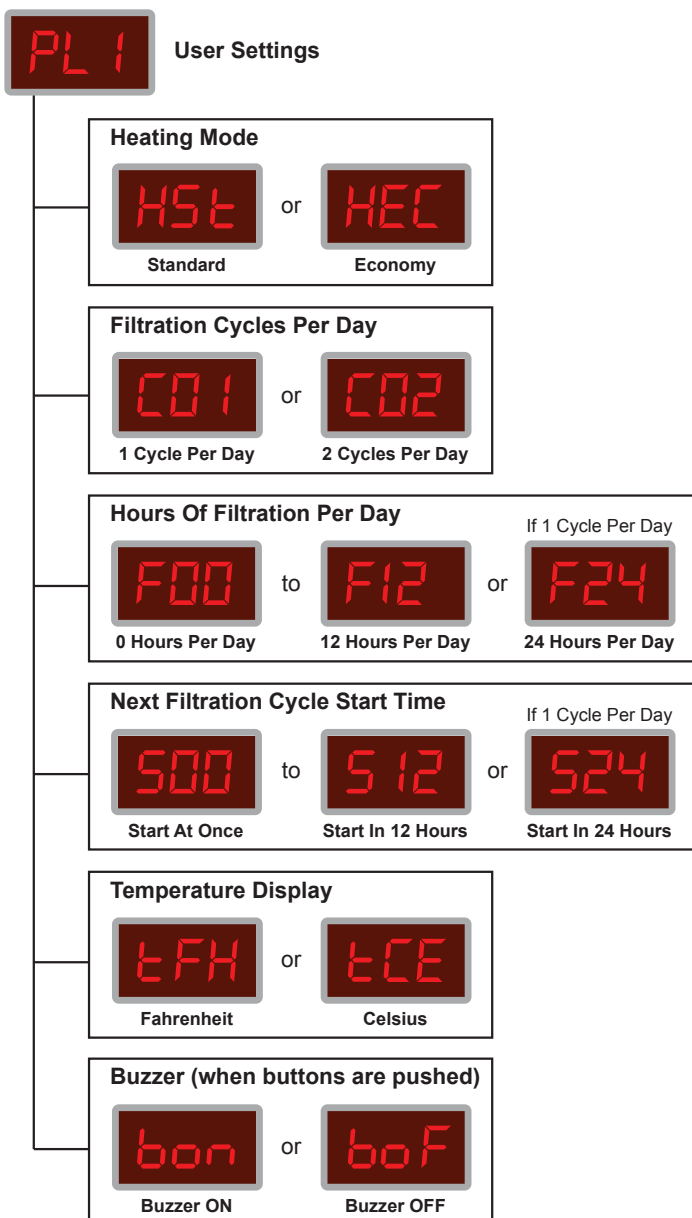 PL1
User Settings
Heating Mode
HSt or HEC
Standard Economy
Filtration Cycles Per Day
C01 or C02
1 Cycle Per Day 2 Cycles Per Day
Hours Of Filtration Per Day
If 1 Cycle Per Day
F00 to F12 or F24
0 Hours Per Day 12 Hours Per Day 24 Hours Per Day
Next Filtration Cycle Start Time
If 1 Cycle Per Day
S00 to S12 or S24
Start At Once Start In 12 Hours Start In 24 Hours
Temperature Display
tFH or tCE
Fahrenheit Celsius
Buzzer (when buttons are pushed)
bon or boF
Buzzer ON Buzzer OFF